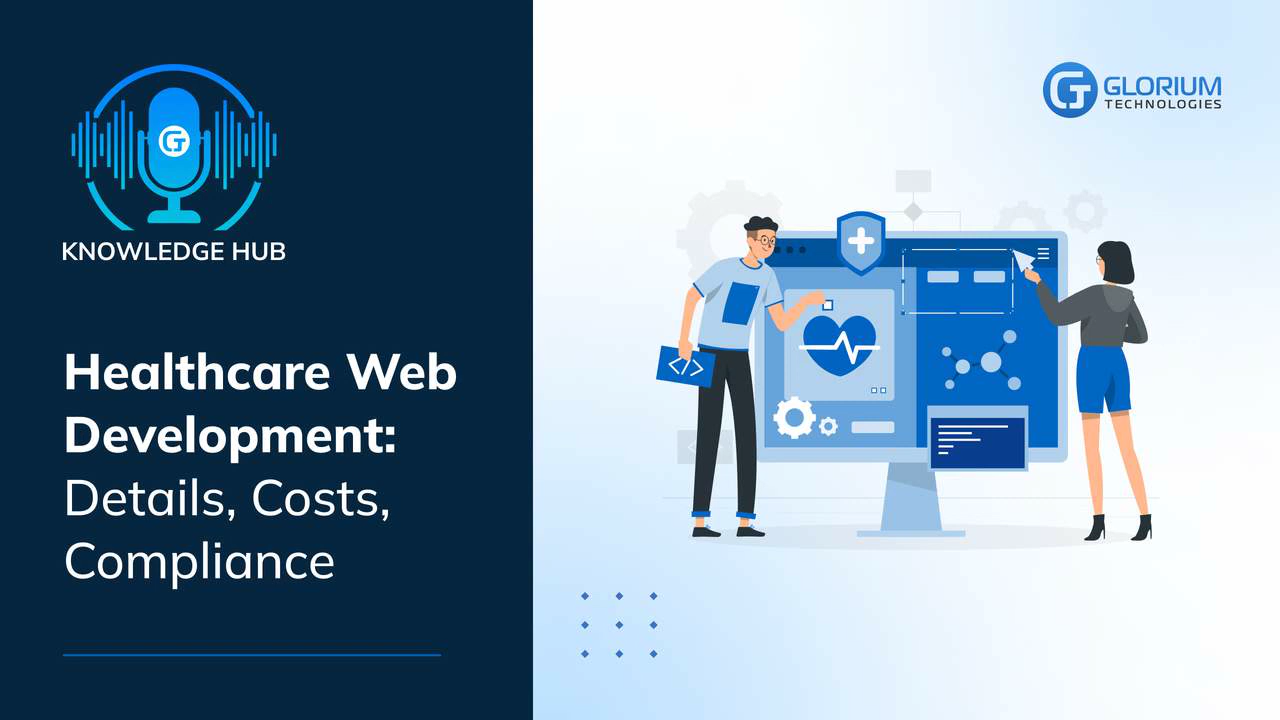 KNOWLEDGE HUB
Healthcare Web
Development:
Details, Costs,
Compliance
GLORIUM
TECHNOLOGIES